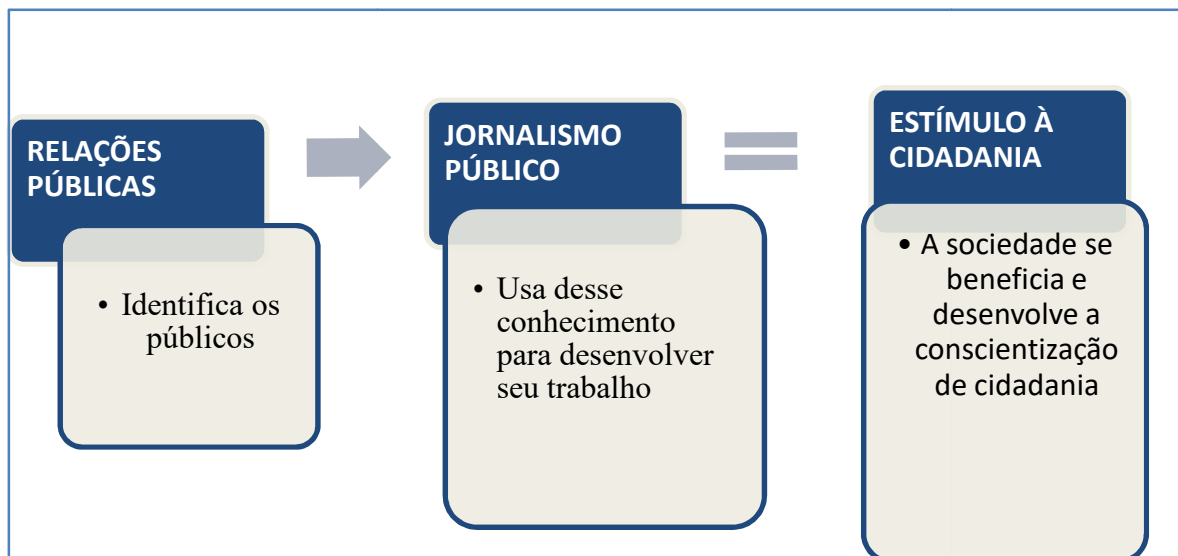 RELAÇÕES
PÚBLICAS
• Identifica os
públicos
JORNALISMO
PÚBLICO
• Usa desse
conhecimento
para desenvolver
seu trabalho
ESTÍMULO À
CIDADANIA
• A sociedade se
beneficia e
desenvolve a
conscientização
de cidadania